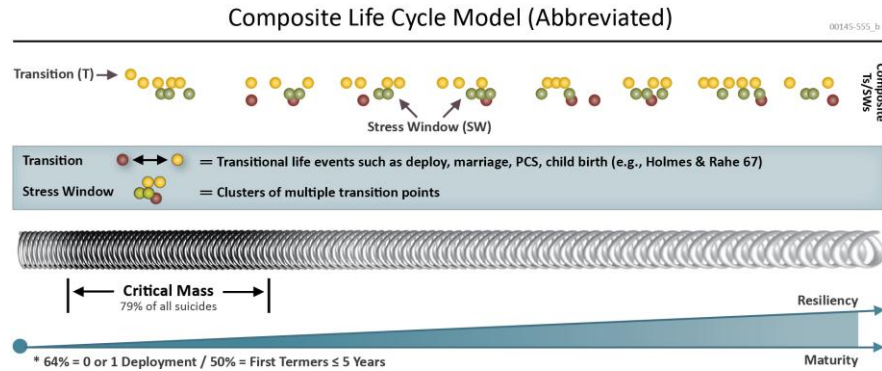 Composite Life Cycle Model (Abbreviated)
00145-555_b
Transition (T)
Stress Window (SW)
Composite
Ts/SWs
Transition = Transitional life events such as deploy, marriage, PCS, child birth (e.g., Holmes & Rahe 67)
Stress Window = Clusters of multiple transition points
Critical Mass
79% of all suicides
Resiliency
* 64% = 0 or 1 Deployment / 50% = First Termers ≤ 5 Years
Maturity